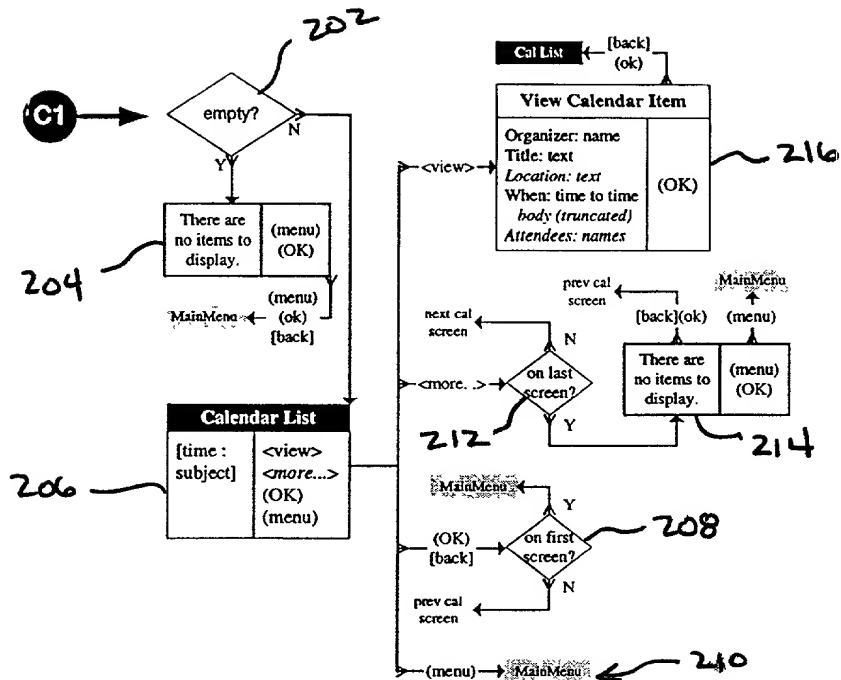 202
C1
empty?
N
Y
There are
no items to
display.
(menu)
(OK)
204
MainMenu
(menu)
(ok)
[back]
Calendar List
[time :
subject]
<view>
<more...>
(OK)
(menu)
206
Cal List
[back]
(ok)
View Calendar Item
Organizer: name
Title: text
Location: text
When: time to time
body (truncated)
Attendees: names
(OK)
216
<view>
next cal
screen
N
<more. .>
on last
screen?
Y
212
prev cal
screen
[back](ok)
MainMenu
(menu)
There are
no items to
display.
(menu)
(OK)
214
MainMenu
Y
(OK)
[back]
on first
screen?
208
N
prev cal
screen
(menu)
MainMenu
210